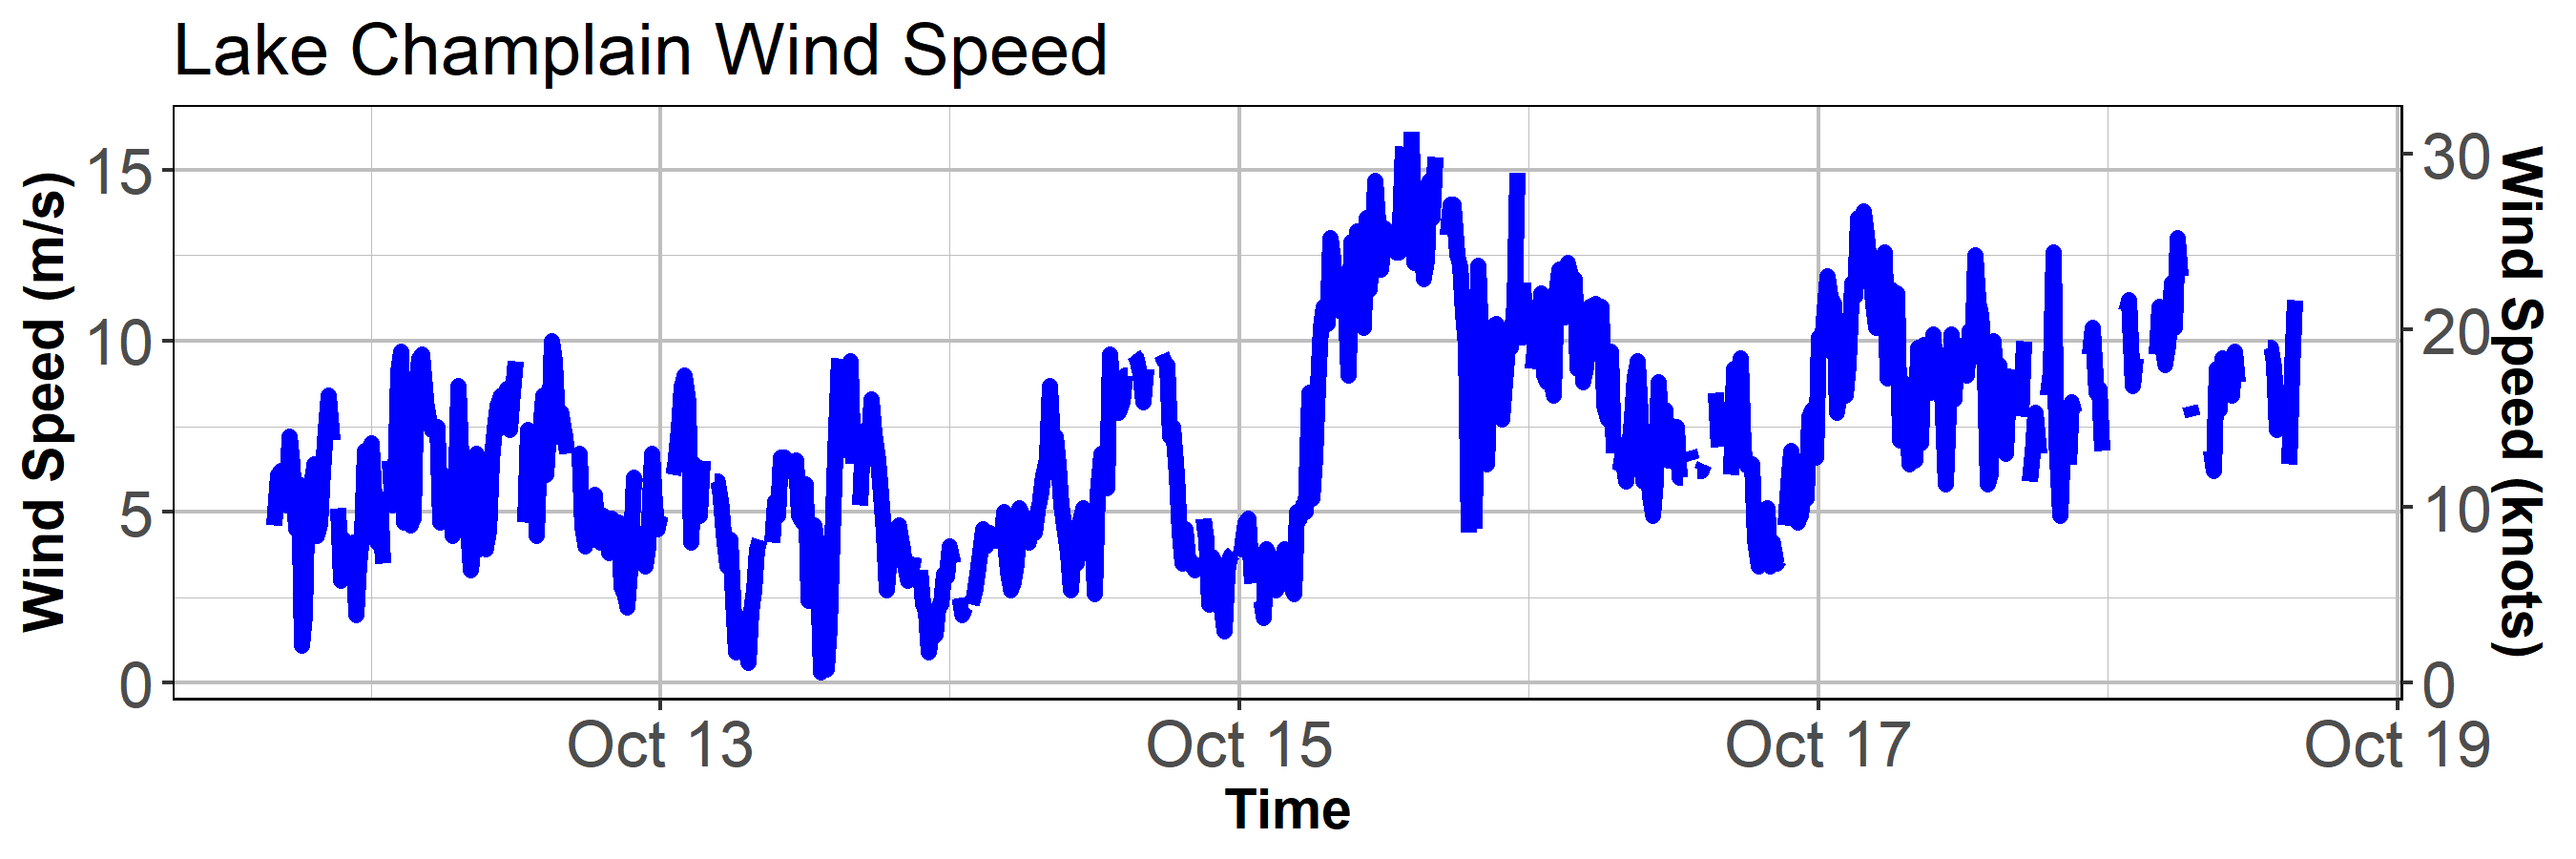 Lake Champlain Wind Speed
Wind Speed (m/s)
15
10
5
0
30
20
10
0
Wind Speed (knots)
Oct 13
Oct 15
Oct 17
Oct 19
Time